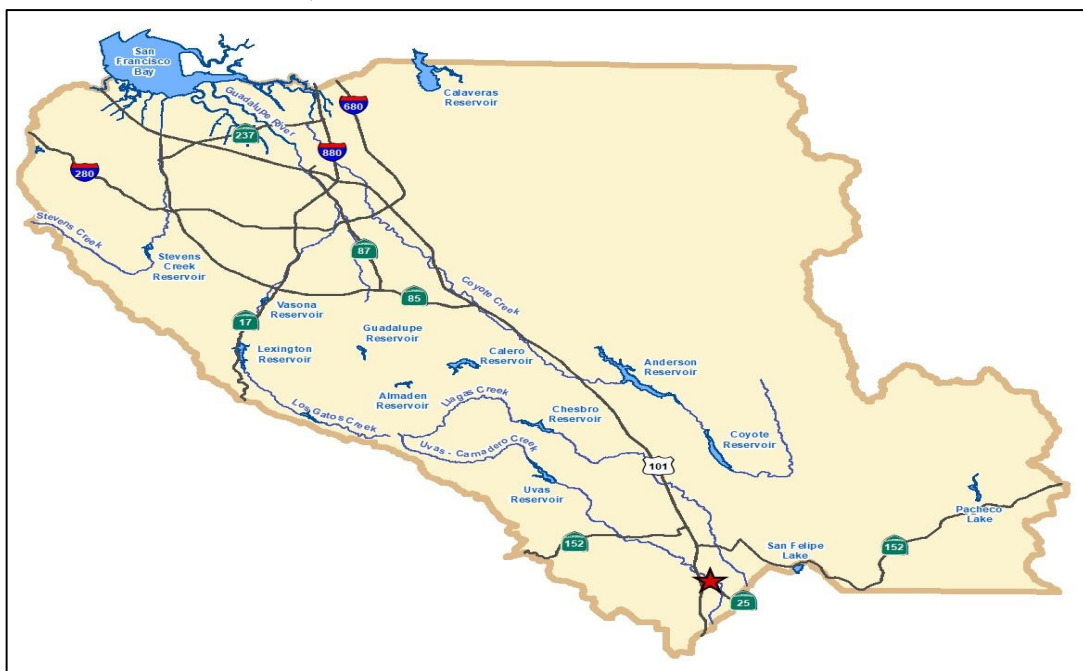 San
Francisco
Bay
Calaveras
Reservoir
Guadalupe River
680
237
880
280
Stevens Creek
Stevens
Creek
Reservoir
87
Coyote Creek
85
Vasona
Reservoir
17
Guadalupe
Reservoir
Lexington
Reservoir
Calero
Reservoir
Anderson
Reservoir
Almaden
Reservoir
Llagas Creek
Los Gatos Creek
Chesbro
Reservoir
Uvas - Carnadero Creek
Coyote
Reservoir
101
Uvas
Reservoir
Pacheco
Lake
152
San Felipe
Lake
152
25